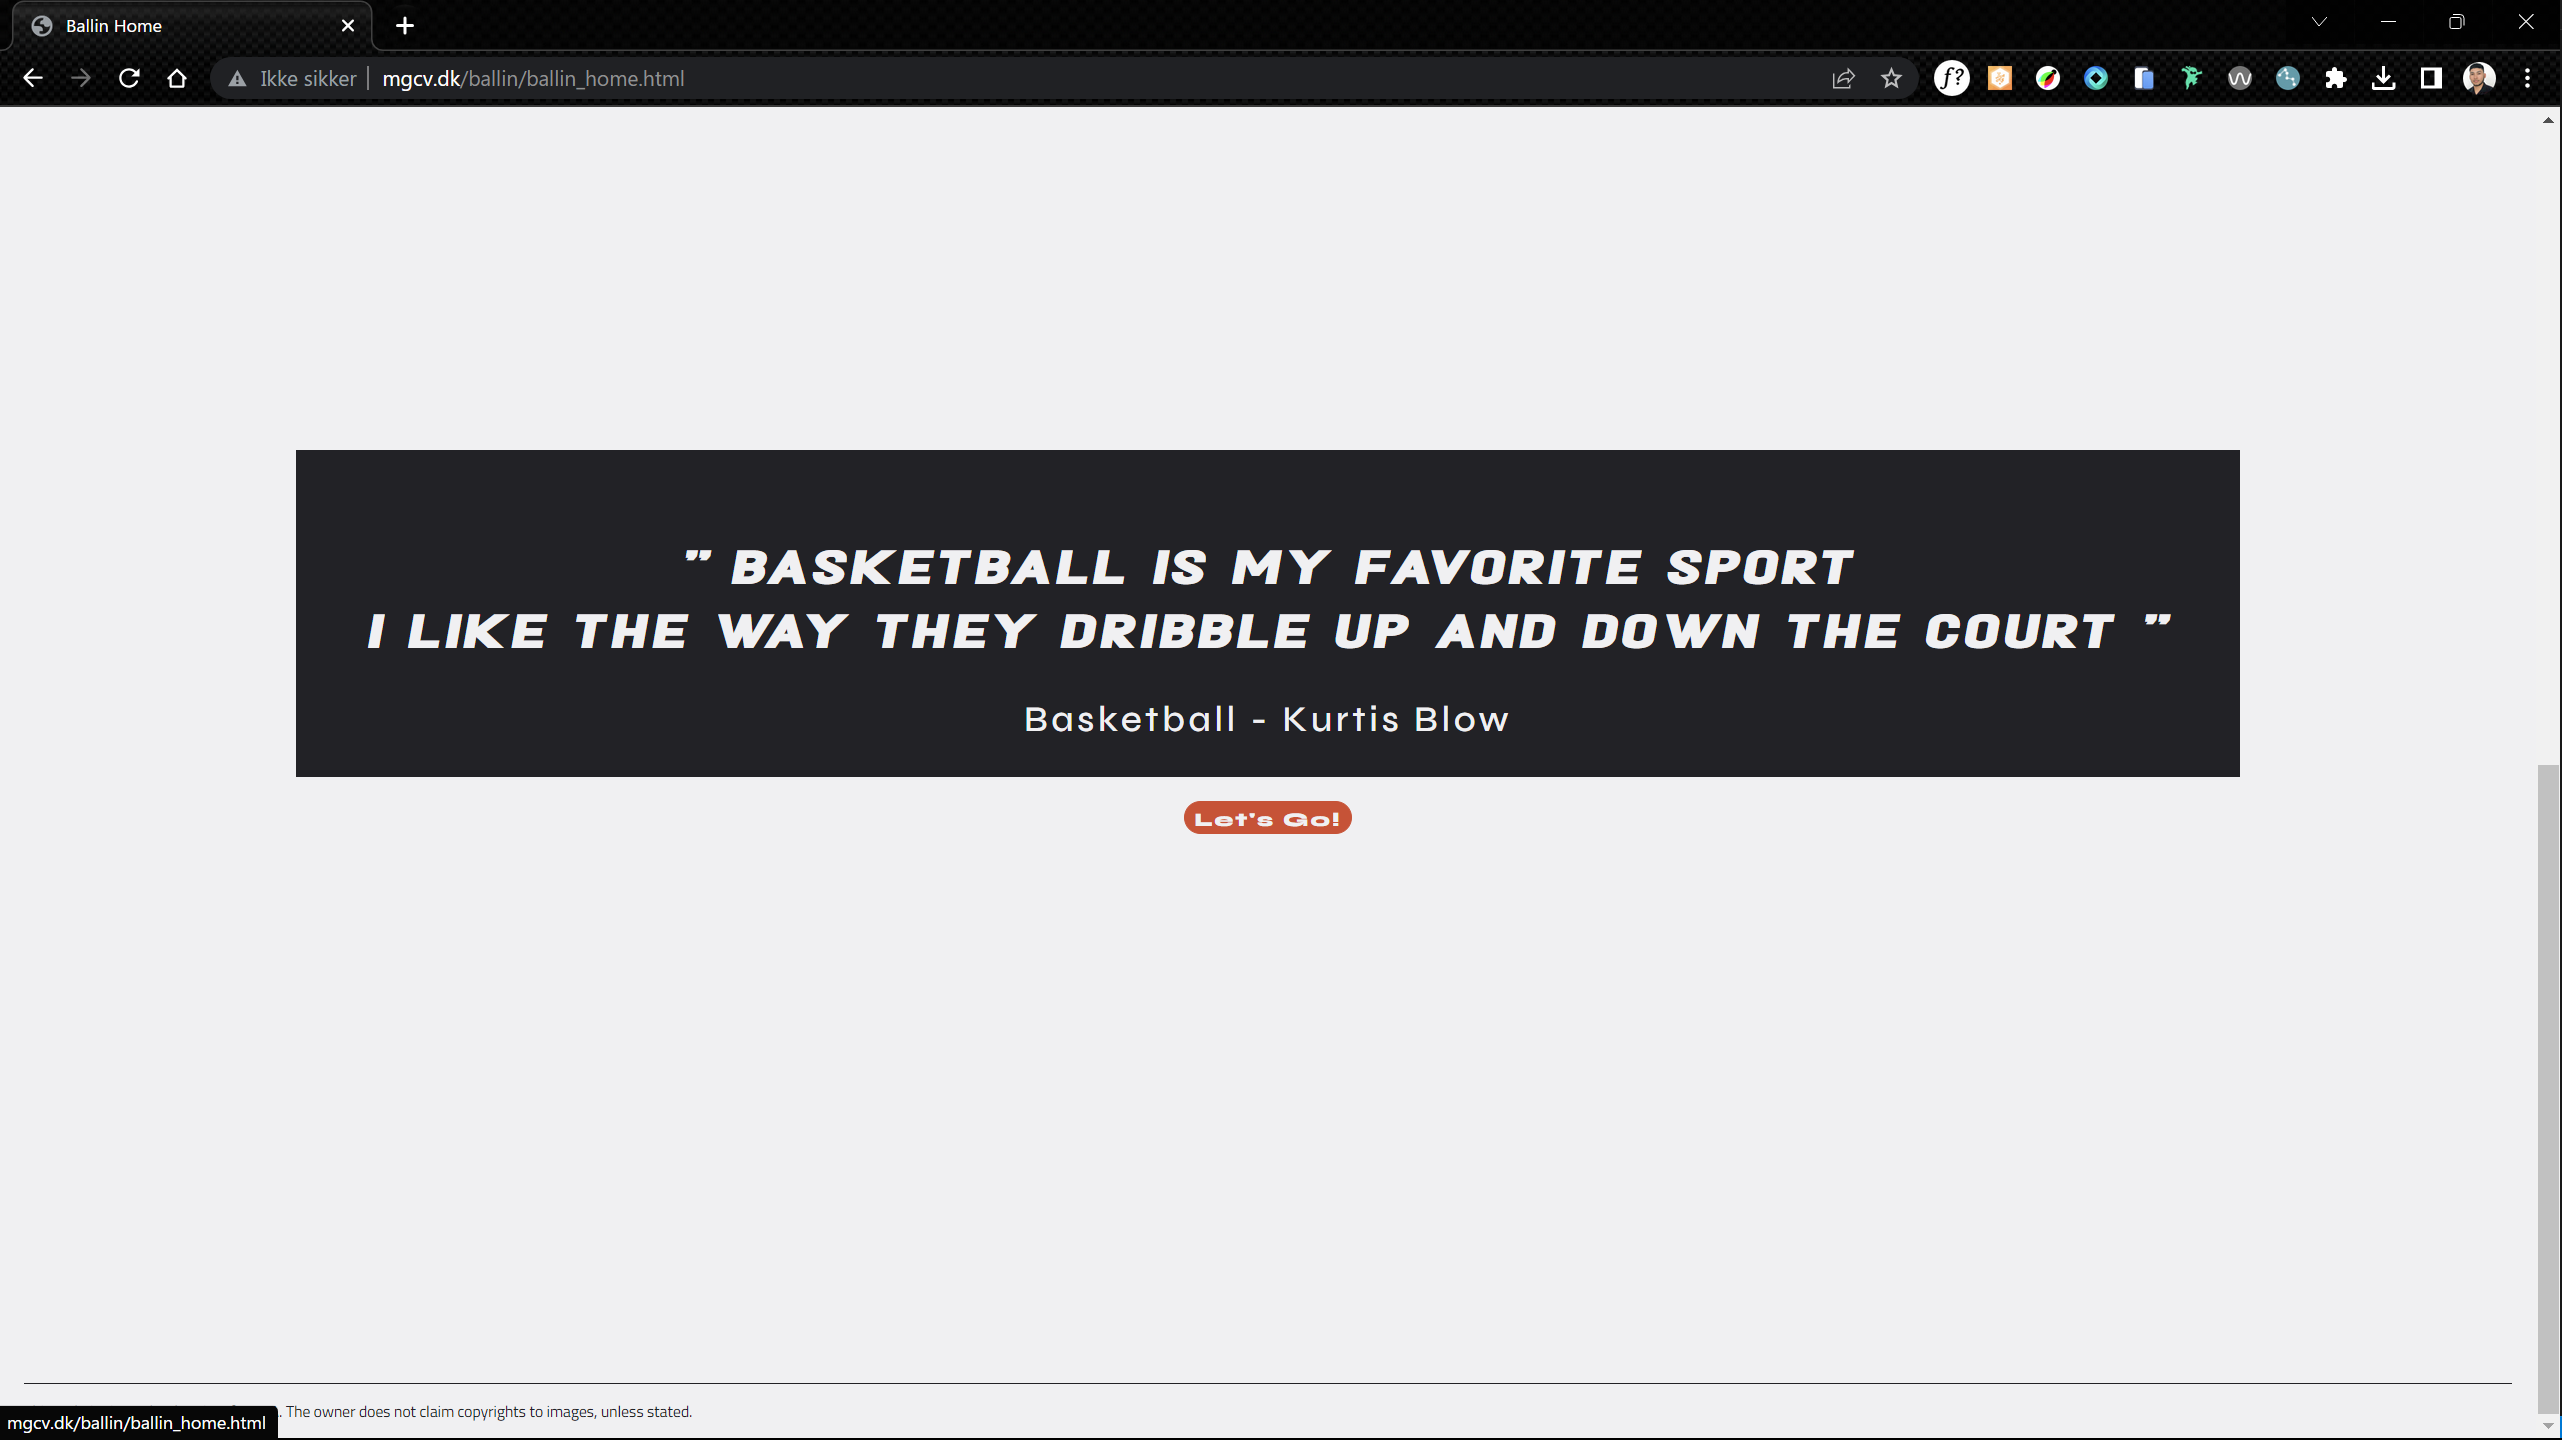 Ballin Home
Ikke sikker mgcv.dk/ballin/ballin_home.html
f?
" BASKETBALL IS MY FAVORITE SPORT
I LIKE THE WAY THEY DRIBBLE UP AND DOWN THE COURT "
Basketball - Kurtis Blow
Let's Go!
. The owner does not claim copyrights to images, unless stated.
mgcv.dk/ballin/ballin_home.html